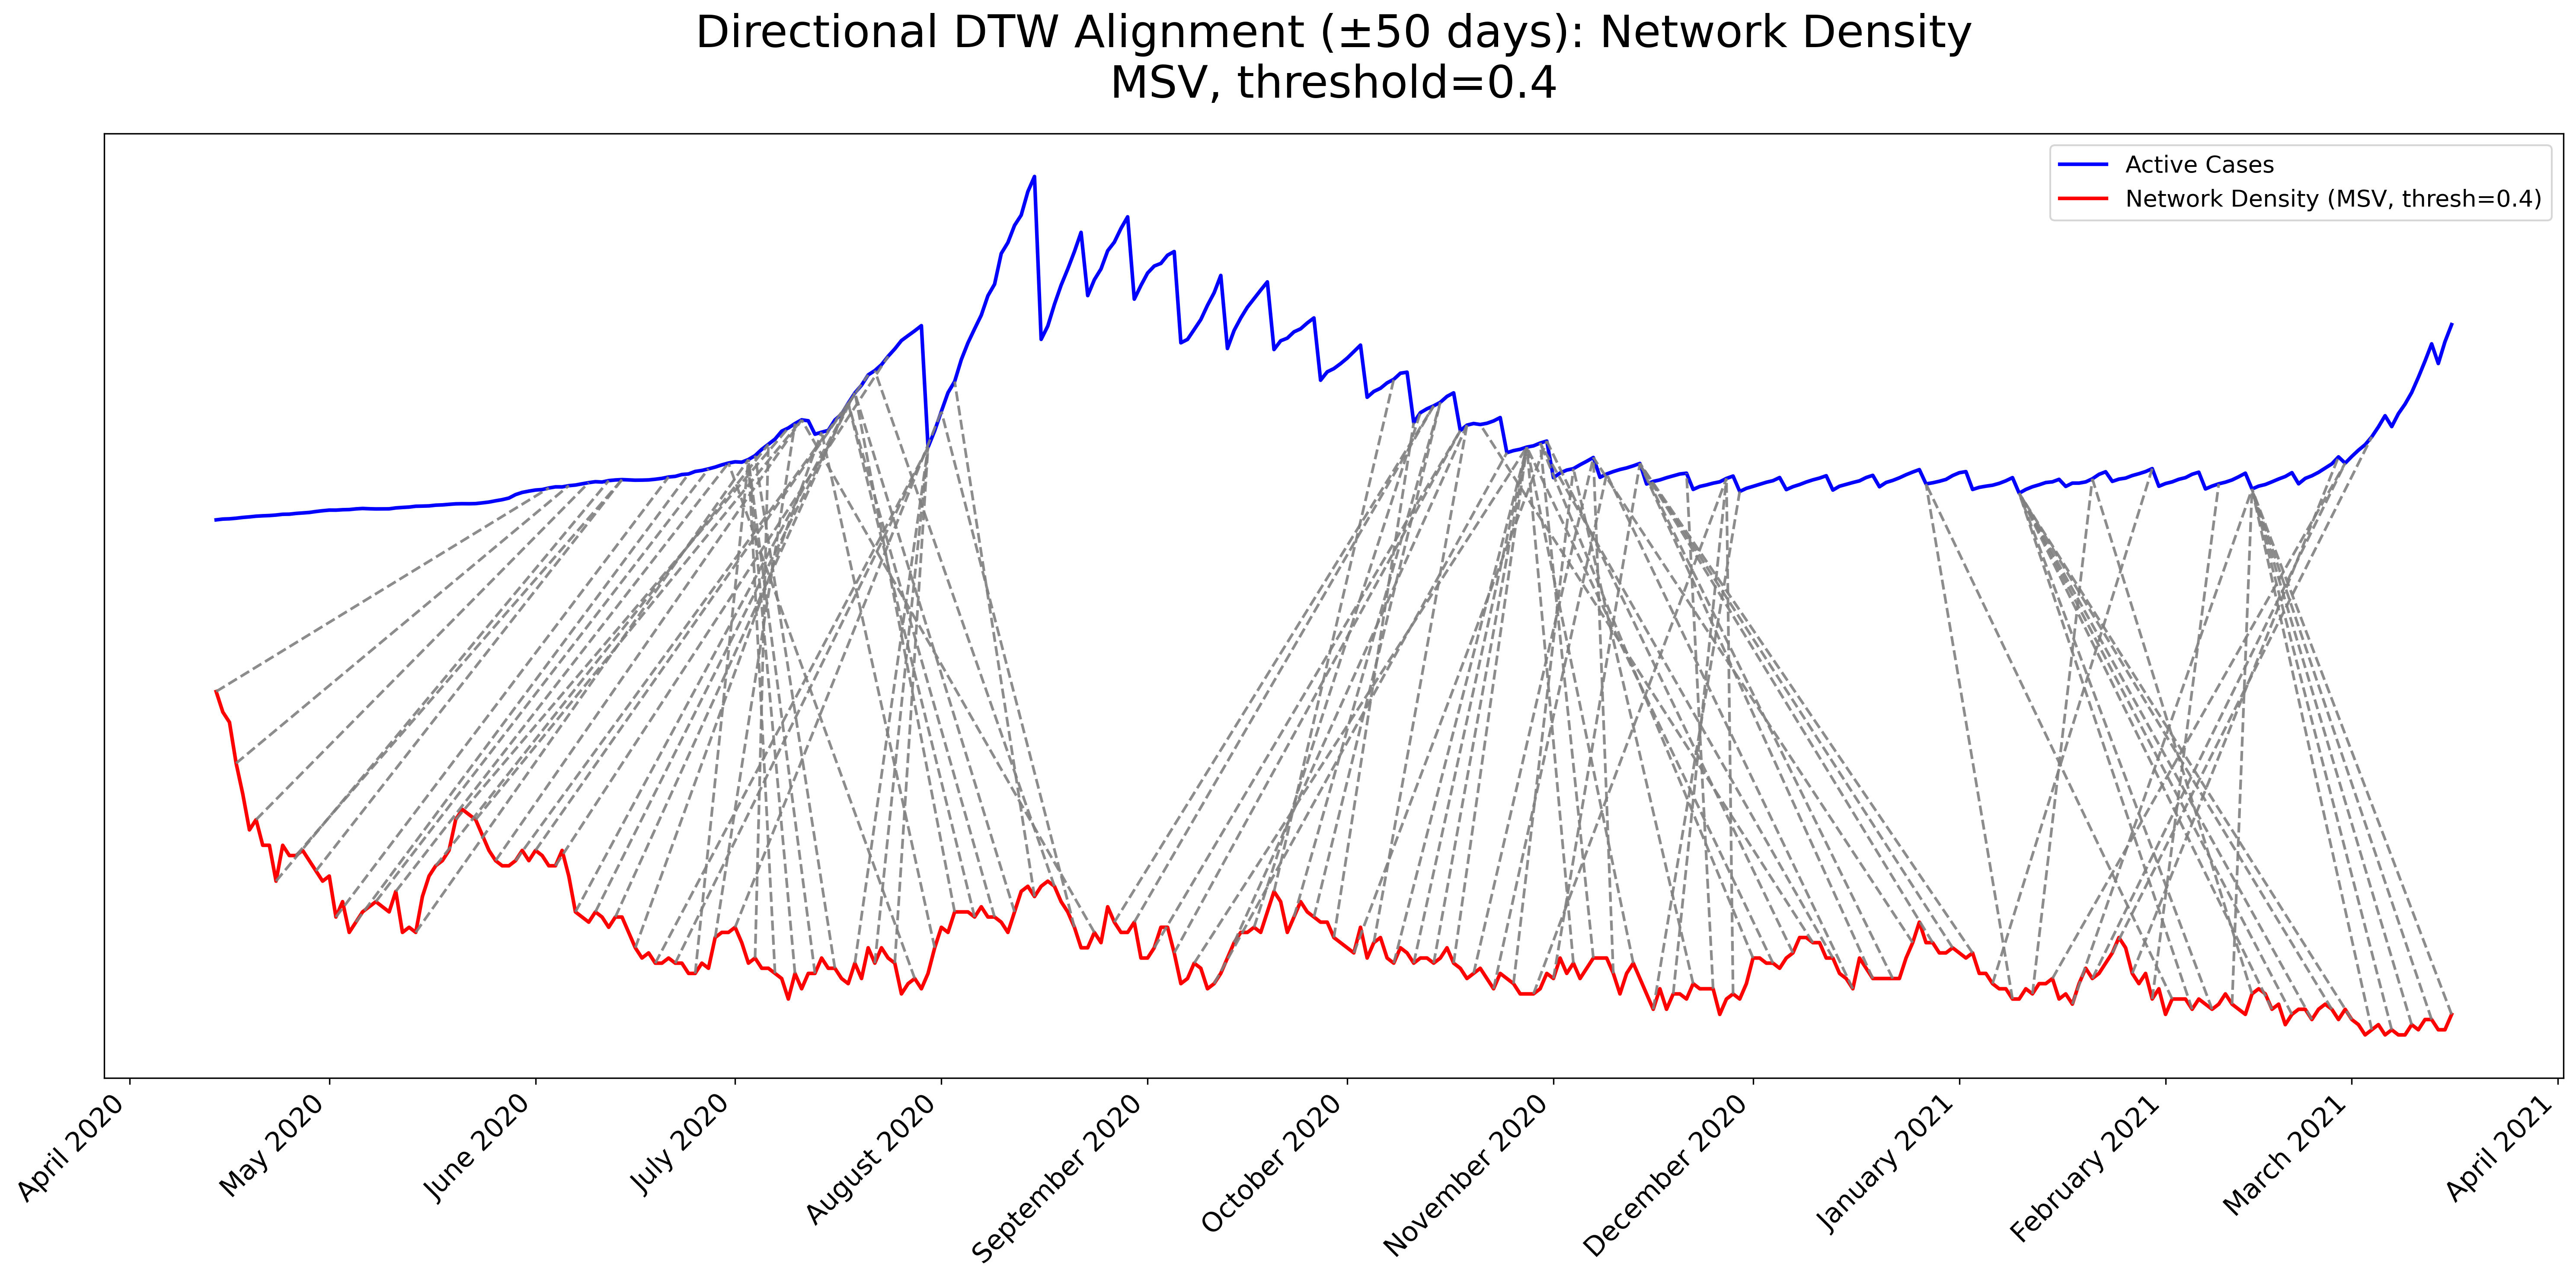 Directional DTW Alignment (±50 days): Network Density
MSV, threshold=0.4
Active Cases
Network Density (MSV, thresh=0.4)
April 2020
May 2020
June 2020
July 2020
August 2020
September 2020
October 2020
November 2020
December 2020
January 2021
February 2021
March 2021
April 2021